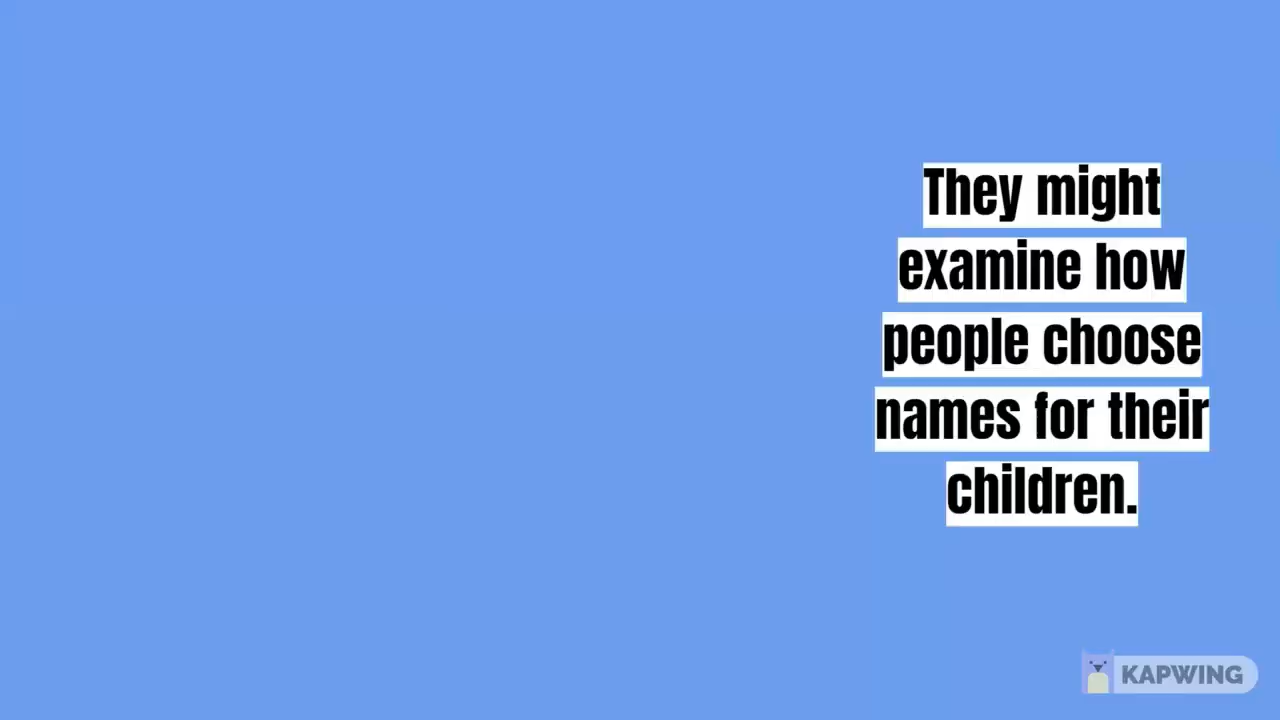 They might
examine how
people choose
names for their
children.
KAPWING